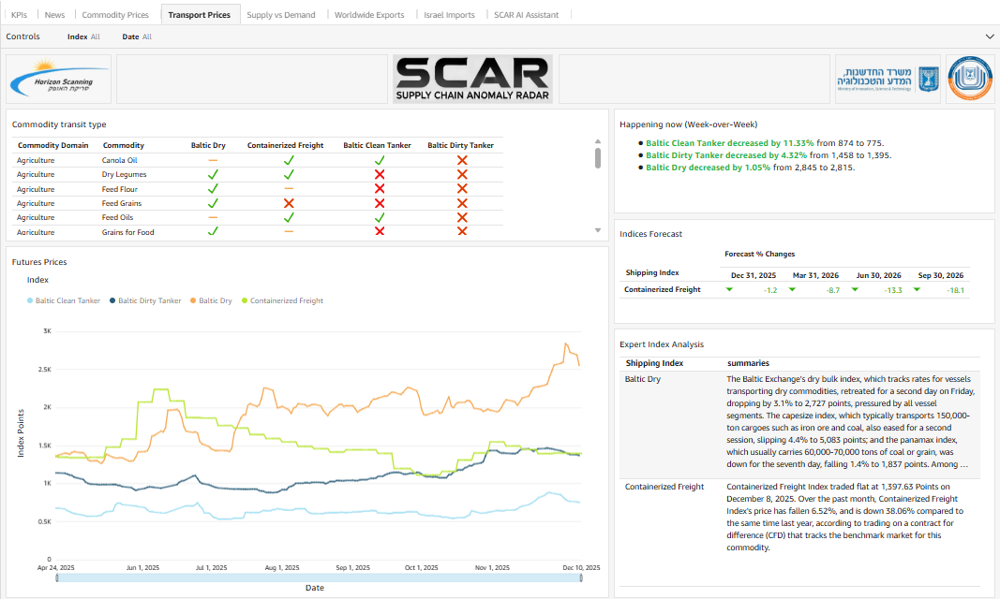 KPIs News Commodity Prices Transport Prices Supply vs Demand Worldwide Exports Israel Imports SCAR AI Assistant
Controls Index All Date All
Horizon Scanning
סריקת האופק
SCAR
SUPPLY CHAIN ANOMALY RADAR
משרד החדשנות,
המדע והטכנולוגיה
Ministry of Innovation, Science & Technology
Commodity transit type
Commodity Domain Commodity Baltic Dry Containerized Freight Baltic Clean Tanker Baltic Dirty Tanker
Agriculture Canola Oil
Agriculture Dry Legumes
Agriculture Feed Flour
Agriculture Feed Grains
Agriculture Feed Oils
Agriculture Grains for Food
Happening now (Week-over-Week)
Baltic Clean Tanker decreased by 11.33% from 874 to 775.
Baltic Dirty Tanker decreased by 4.32% from 1,458 to 1,395.
Baltic Dry decreased by 1.05% from 2,845 to 2,815.
Indices Forecast
Forecast % Changes
Shipping Index Dec 31, 2025 Mar 31, 2026 Jun 30, 2026 Sep 30, 2026
Containerized Freight -1.2 -8.7 -13.3 -18.1
Futures Prices
Index
Baltic Clean Tanker Baltic Dirty Tanker Baltic Dry Containerized Freight
3K
2.5K
2K
1.5K
1K
0.5K
0
Index Points
Apr 24, 2025 Jun 1, 2025 Jul 1, 2025 Aug 1, 2025 Sep 1, 2025 Oct 1, 2025 Nov 1, 2025 Dec 10, 2025
Date
Expert Index Analysis
Shipping Index summaries
Baltic Dry
The Baltic Exchange's dry bulk index, which tracks rates for vessels
transporting dry commodities, retreated for a second day on Friday,
dropping by 3.1% to 2,727 points, pressured by all vessel
segments. The capesize index, which typically transports 150,000-
ton cargoes such as iron ore and coal, also eased for a second
session, slipping 4.4% to 5,083 points; and the panamax index,
which usually carries 60,000-70,000 tons of coal or grain, was
down for the seventh day, falling 1.4% to 1,837 points. Among ...
Containerized Freight
Containerized Freight Index traded flat at 1,397.63 Points on
December 8, 2025. Over the past month, Containerized Freight
Index's price has fallen 6.52%, and is down 38.06% compared to
the same time last year, according to trading on a contract for
difference (CFD) that tracks the benchmark market for this
commodity.